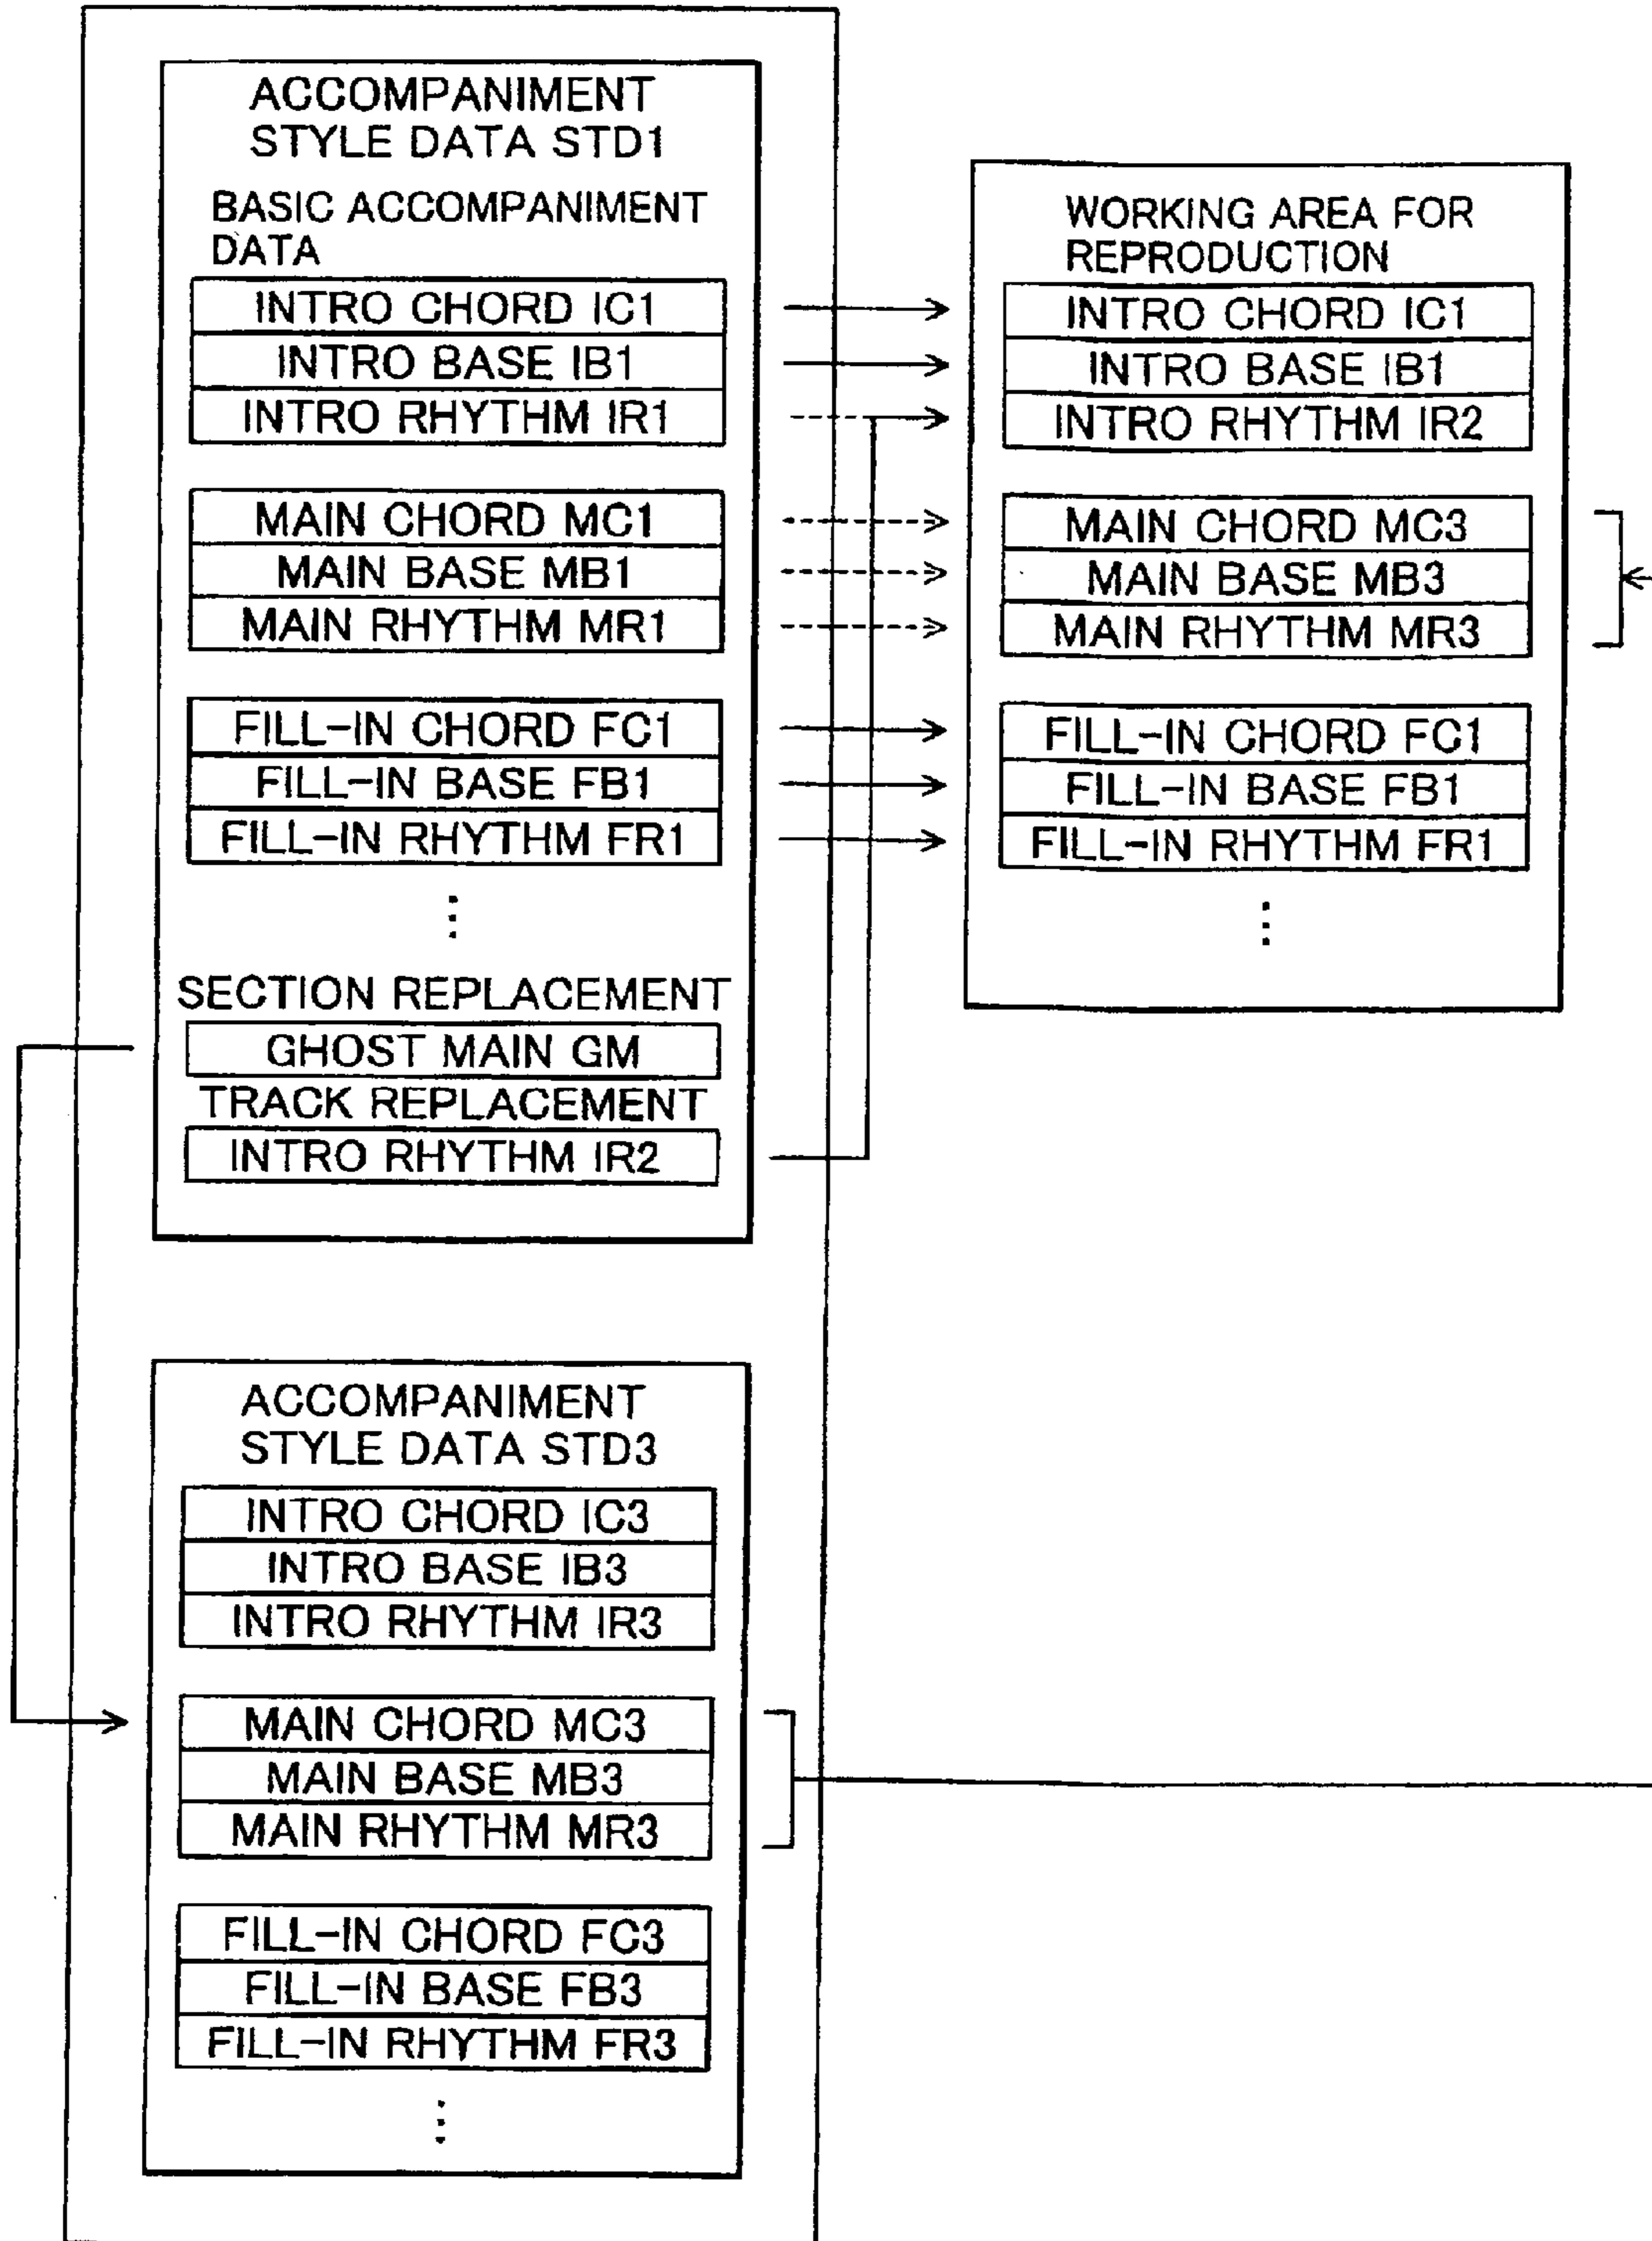 ACCOMPANIMENT
STYLE DATA STD1
BASIC ACCOMPANIMENT
DATA
INTRO CHORD IC1
INTRO BASE IB1
INTRO RHYTHM IR1
MAIN CHORD MC1
MAIN BASE MB1
MAIN RHYTHM MR1
FILL-IN CHORD FC1
FILL-IN BASE FB1
FILL-IN RHYTHM FR1
SECTION REPLACEMENT
GHOST MAIN GM
TRACK REPLACEMENT
INTRO RHYTHM IR2
WORKING AREA FOR
REPRODUCTION
INTRO CHORD IC1
INTRO BASE IB1
INTRO RHYTHM IR2
MAIN CHORD MC3
MAIN BASE MB3
MAIN RHYTHM MR3
FILL-IN CHORD FC1
FILL-IN BASE FB1
FILL-IN RHYTHM FR1
ACCOMPANIMENT
STYLE DATA STD3
INTRO CHORD IC3
INTRO BASE IB3
INTRO RHYTHM IR3
MAIN CHORD MC3
MAIN BASE MB3
MAIN RHYTHM MR3
FILL-IN CHORD FC3
FILL-IN BASE FB3
FILL-IN RHYTHM FR3